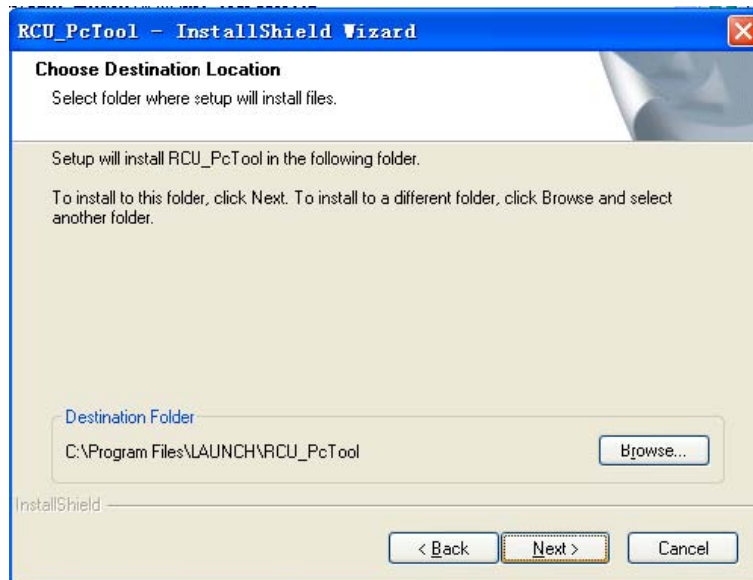 RCU_PcTool - InstallShield Wizard
Choose Destination Location
Select folder where setup will install files.
Setup will install RCU_PcTool in the following folder.
To install to this folder, click Next. To install to a different folder, click Browse and select
another folder.
Destination Folder
C:\Program Files\LAUNCH\RCU_PcTool
Browse...
InstallShield
< Back
Next >
Cancel